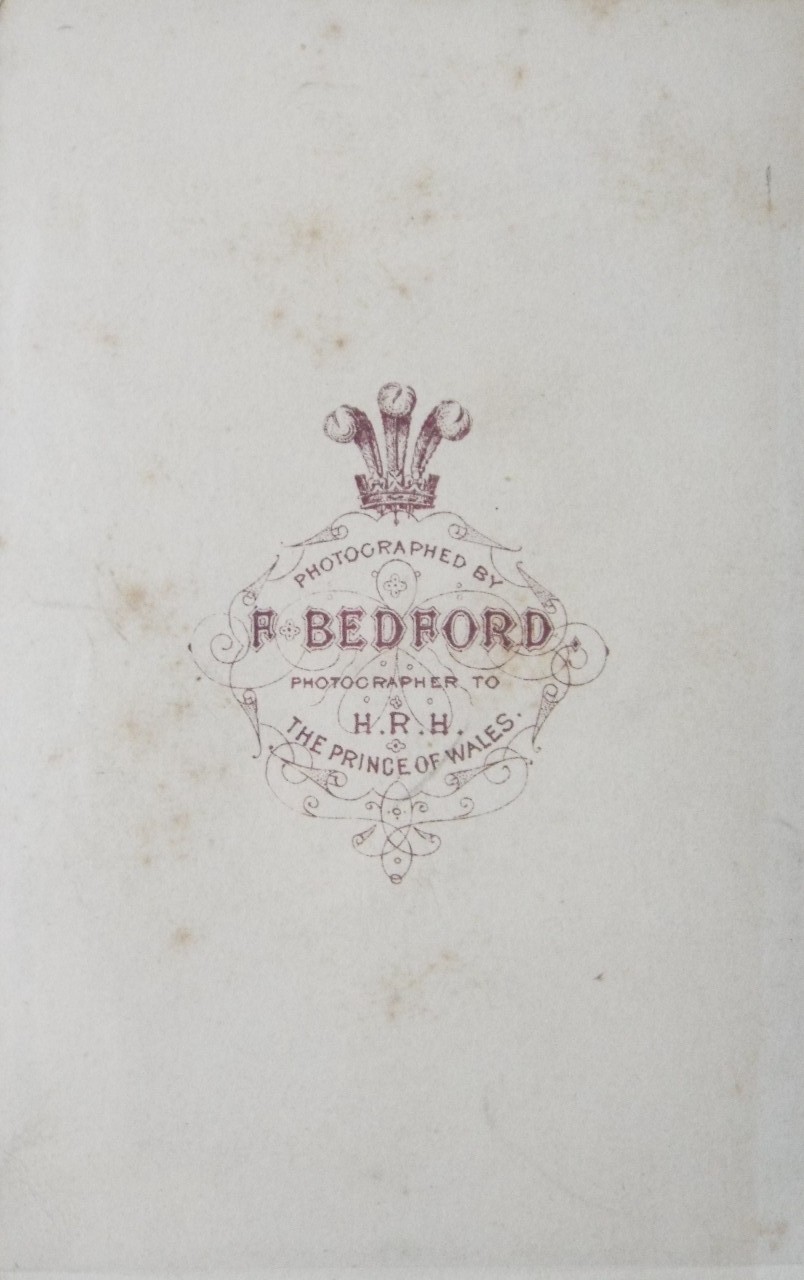 PHOTOGRAPHED BY
F BEDFORD
PHOTOGRAPHER TO
H.R.H.
THE PRINCE OF WALES.